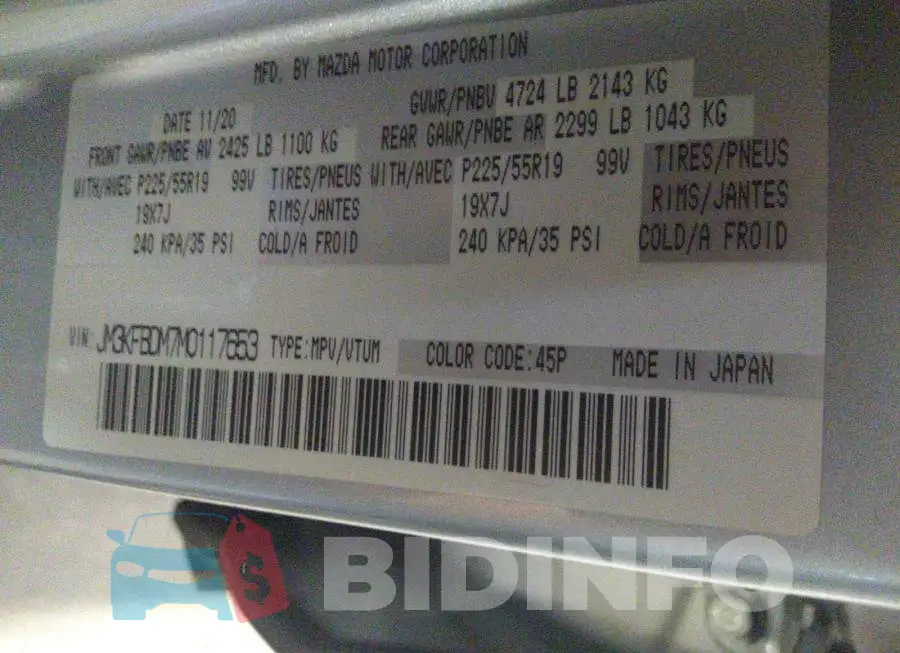 MFD. BY MAZDA MOTOR CORPORATION
DATE 11/20 GVWR/PNBV 4724 LB 2143 KG
FRONT GAWR/PNBE AV 2425 LB 1100 KG REAR GAWR/PNBE AR 2299 LB 1043 KG
WITH/AVEC P225/55R19 99V TIRES/PNEUS WITH/AVEC P225/55R19 99V TIRES/PNEUS
19X7J RIMS/JANTES 19X7J RIMS/JANTES
240 KPA/35 PSI COLD/A FROID 240 KPA/35 PSI COLD/A FROID
VIN: JM3KFBDM7M0117653 TYPE:MPV/VTUM COLOR CODE:45P MADE IN JAPAN
$ BIDINFO